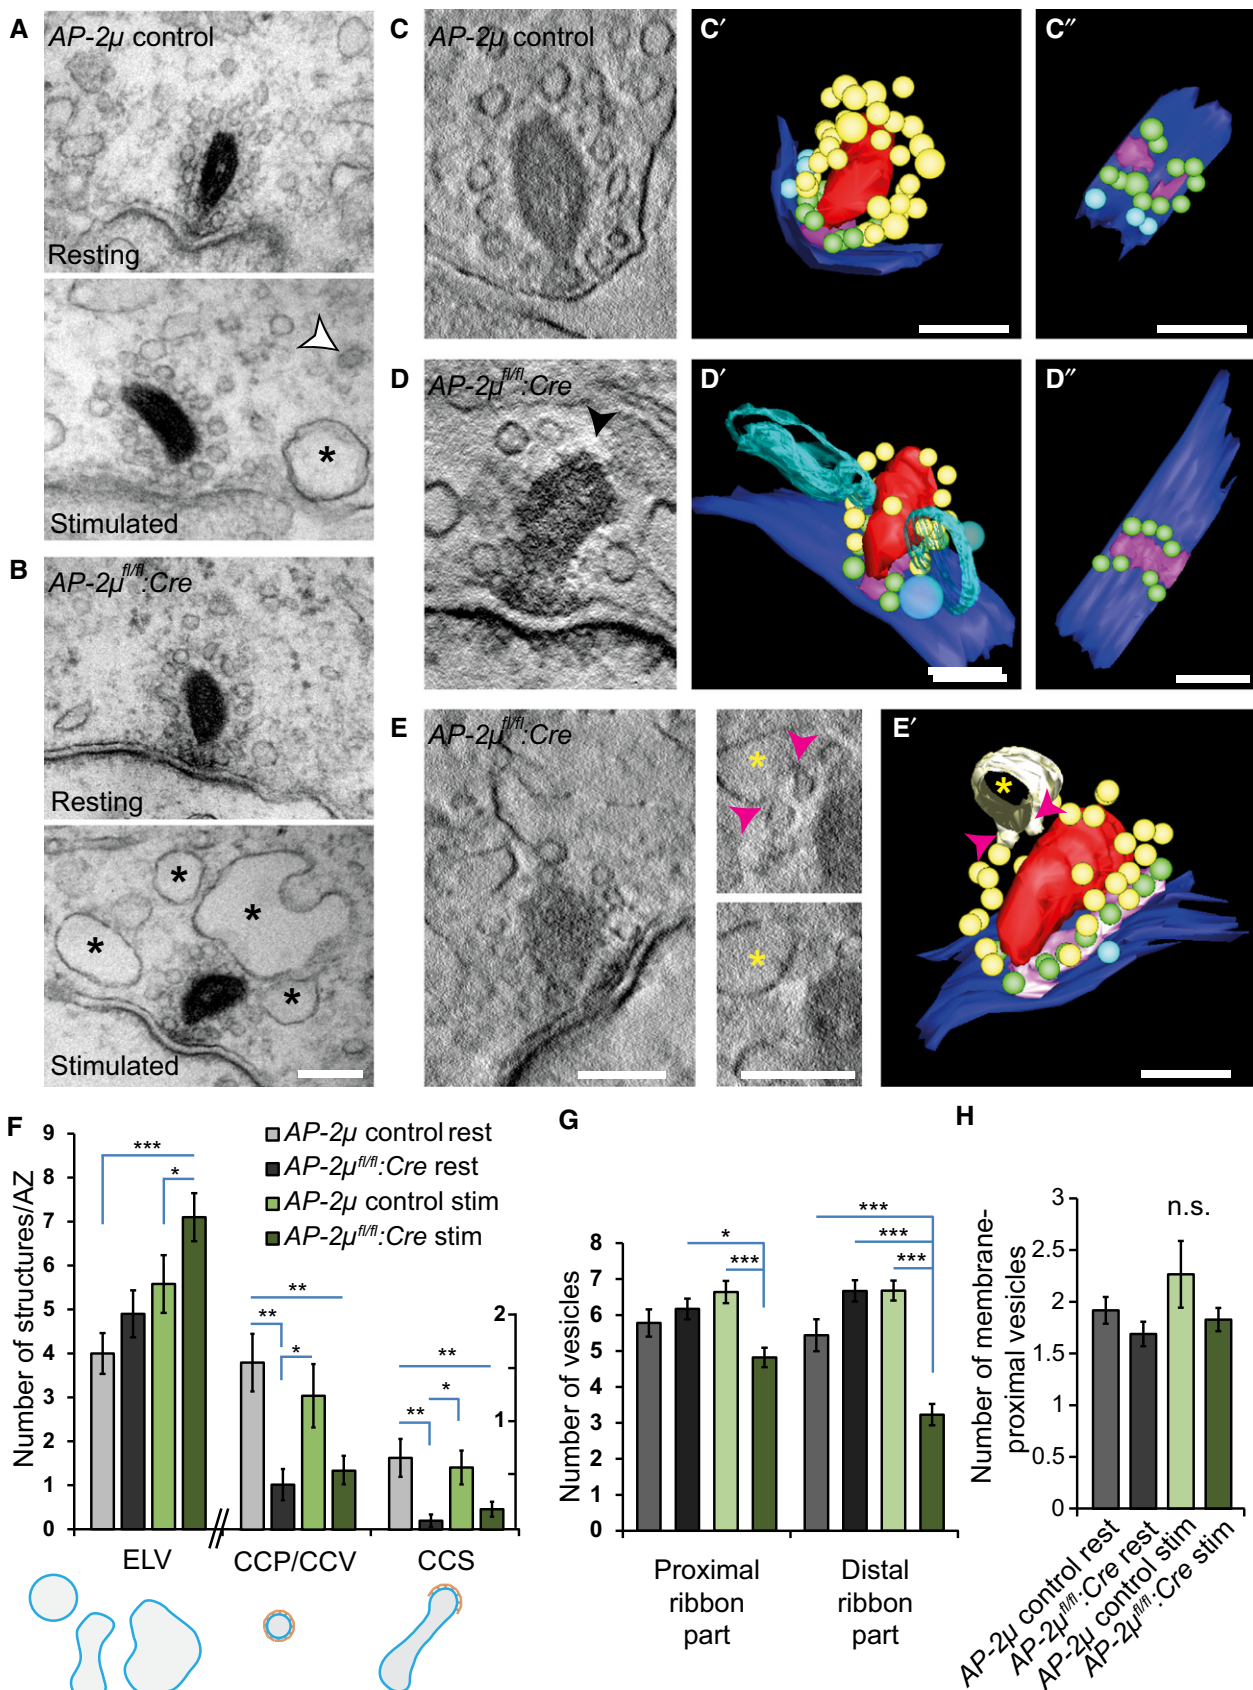 A
AP-2µ control
Resting
*
Stimulated
B
AP-2µfl/fl:Cre
Resting
* * * *
Stimulated
C
AP-2µ control
C′
C″
D
AP-2µfl/fl:Cre
D′
D″
E
AP-2µfl/fl:Cre
*
*
E′
*
F
Number of structures/AZ
9
8
7
6
5
4
3
2
1
0
***
*
**
**
*
**
**
*
2
1
AP-2µ control rest
AP-2µfl/fl:Cre rest
AP-2µ control stim
AP-2µfl/fl:Cre stim
ELV
CCP/CCV
CCS
G
Number of vesicles
8
7
6
5
4
3
2
1
0
*
***
***
***
***
Proximal
ribbon
part
Distal
ribbon
part
H
Number of membrane-
proximal vesicles
3
2.5
2
1.5
1
0.5
0
n.s.
AP-2µ control rest
AP-2µfl/fl:Cre rest
AP-2µ control stim
AP-2µfl/fl:Cre stim